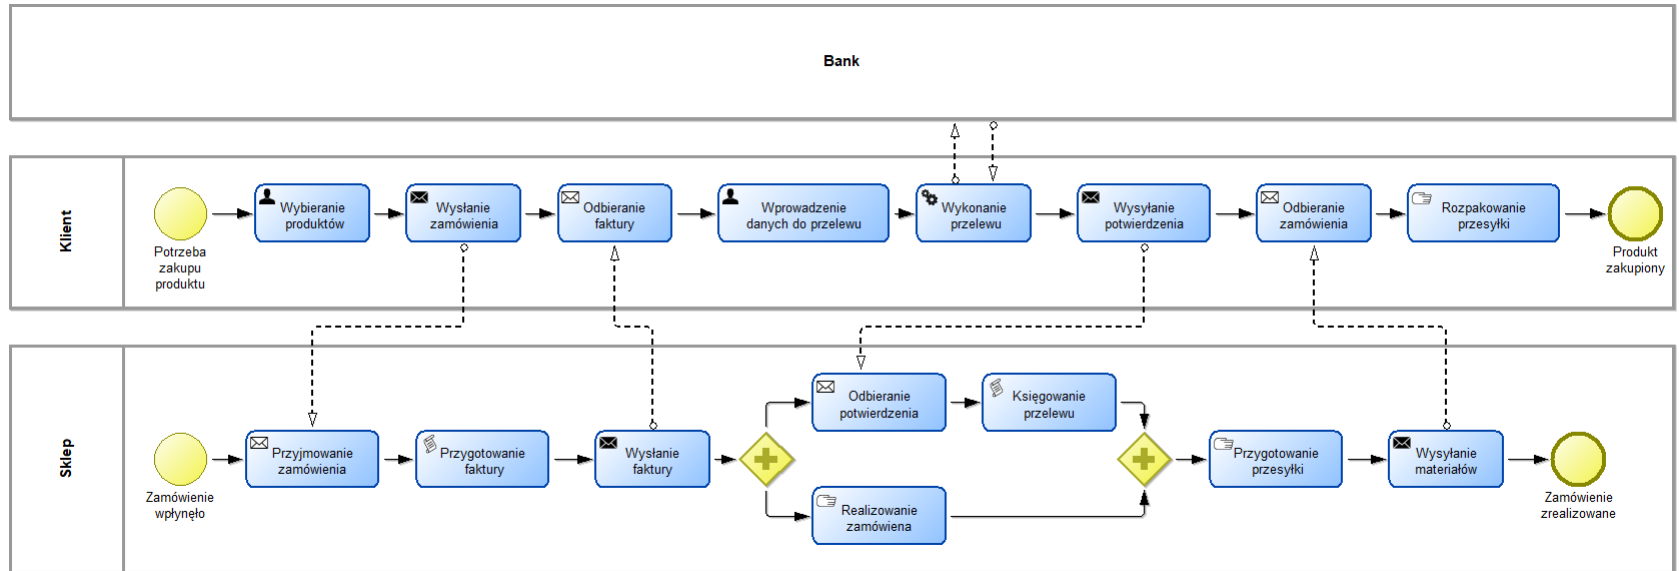 Bank
Klient
Potrzeba
zakupu
produktu
Wybieranie
produktów
Wysłanie
zamówienia
Odbieranie
faktury
Wprowadzenie
danych do przelewu
Wykonanie
przelewu
Wysyłanie
potwierdzenia
Odbieranie
zamówienia
Rozpakowanie
przesyłki
Produkt
zakupiony
Sklep
Zamówienie
wpłynęło
Przyjmowanie
zamówienia
Przygotowanie
faktury
Wysłanie
faktury
Odbieranie
potwierdzenia
Księgowanie
przelewu
Realizowanie
zamówiena
Przygotowanie
przesyłki
Wysyłanie
materiałów
Zamówienie
zrealizowane